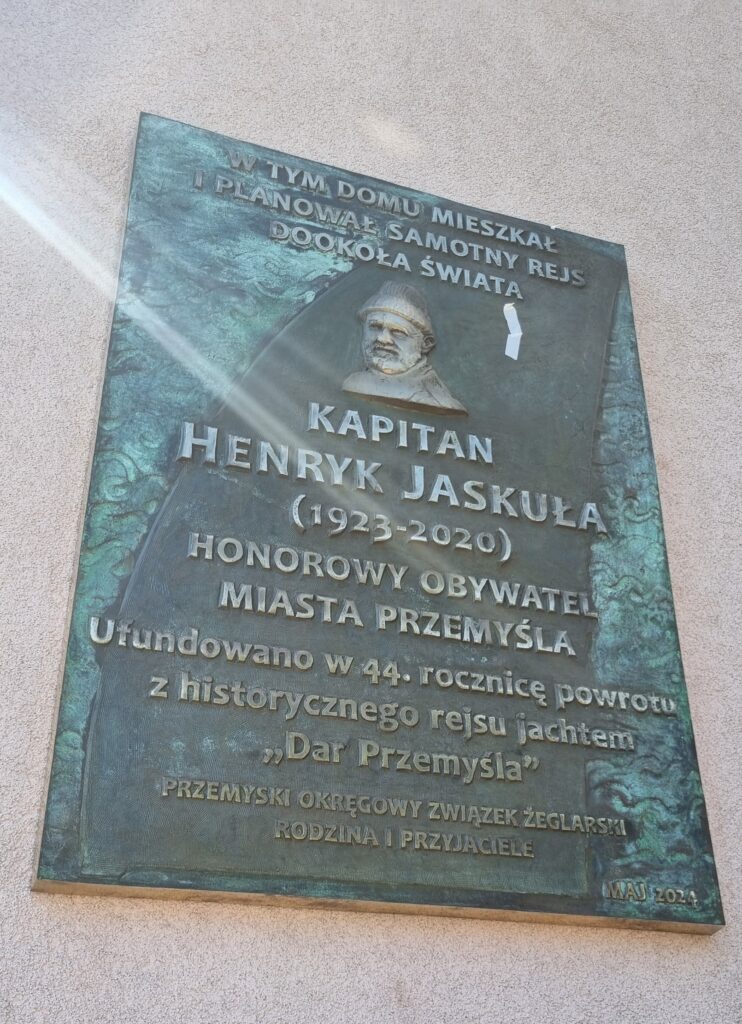 W TYM DOMU MIESZKAŁ
I PLANOWAŁ SAMOTNY REJS
DOOKOŁA ŚWIATA
KAPITAN
HENRYK JASKUŁA
(1923-2020)
HONOROWY OBYWATEL
MIASTA PRZEMYŚLA
Ufundowano w 44. rocznicę powrotu
z historycznego rejsu jachtem
„Dar Przemyśla”
PRZEMYSKI OKRĘGOWY ZWIĄZEK ŻEGLARSKI
RODZINA I PRZYJACIELE
MAJ 2024